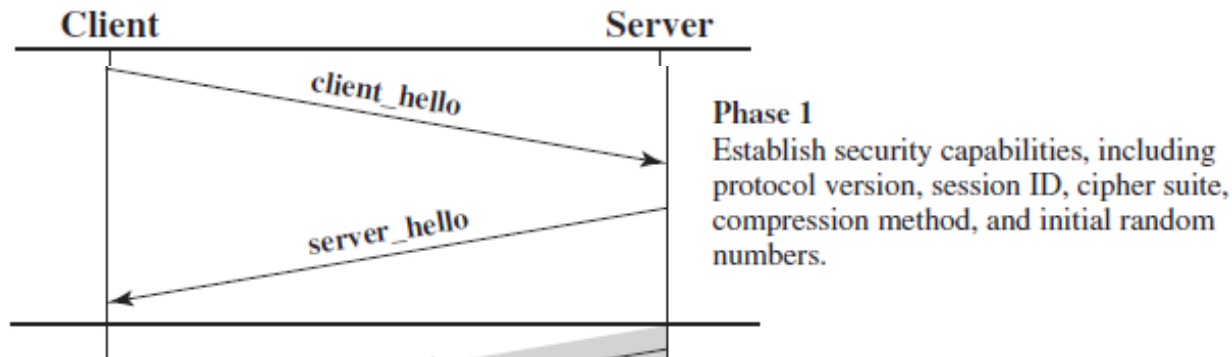 Client
Server
client_hello
Phase 1
Establish security capabilities, including
protocol version, session ID, cipher suite,
compression method, and initial random
numbers.
server_hello